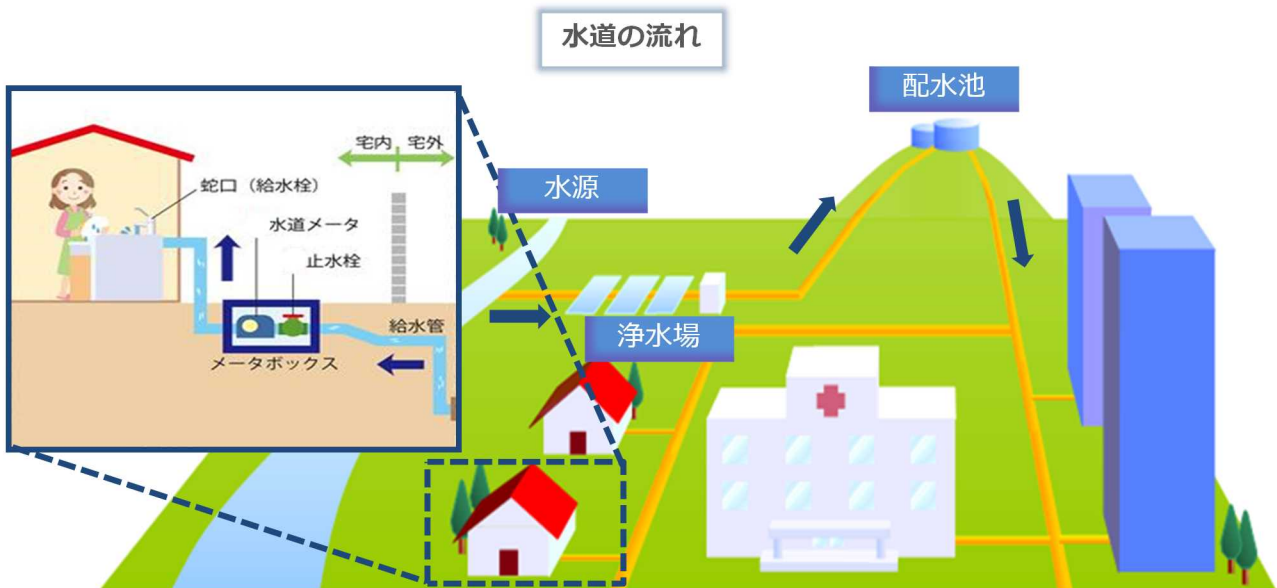 水道の流れ
配水池
水源
浄水場
宅内
宅外
蛇口（給水栓）
水道メータ
止水栓
給水管
メータボックス